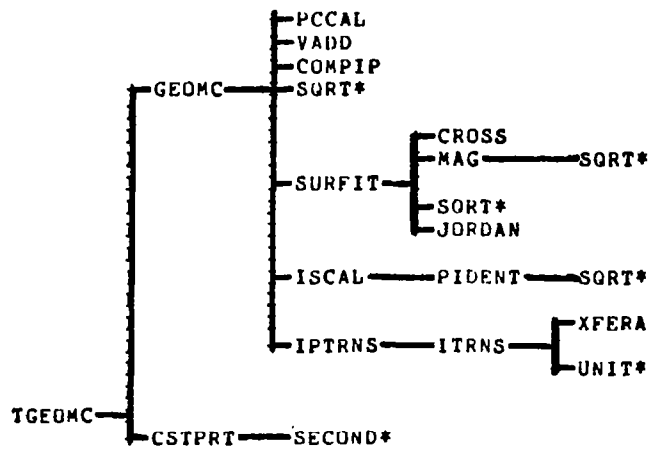 PCCAL
VADD
COMPIP
GEOMC SQRT*
CROSS
MAG SQRT*
SURFIT
SQRT*
JORDAN
ISCAL PIDENT SQRT*
XFERA
IPTRNS ITRNS
UNIT*
TGEOMC
CSTPRT SECOND*